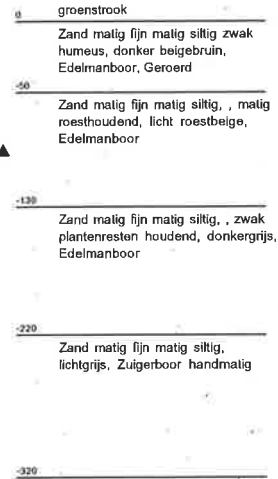 0
groenstrook
Zand matig fijn matig siltig zwak
humeus, donker beigebruin,
Edelmanboor, Geroerd
-50
Zand matig fijn matig siltig, , matig
roesthoudend, licht roestbeige,
Edelmanboor
-130
Zand matig fijn matig siltig, , zwak
plantenresten houdend, donkergrijs,
Edelmanboor
-220
Zand matig fijn matig siltig,
lichtgrijs, Zuigerboor handmatig
-320